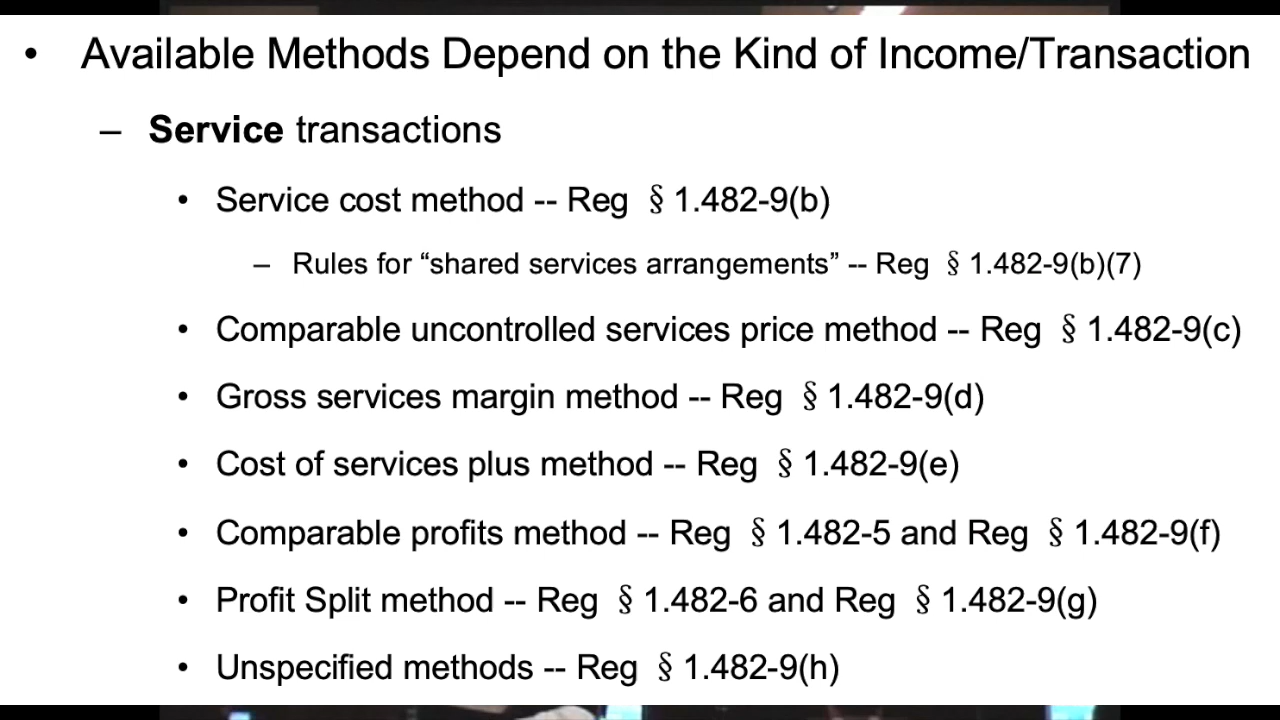 • Available Methods Depend on the Kind of Income/Transaction
– Service transactions
• Service cost method -- Reg § 1.482-9(b)
– Rules for “shared services arrangements” -- Reg § 1.482-9(b)(7)
• Comparable uncontrolled services price method -- Reg § 1.482-9(c)
• Gross services margin method -- Reg § 1.482-9(d)
• Cost of services plus method -- Reg § 1.482-9(e)
• Comparable profits method -- Reg § 1.482-5 and Reg § 1.482-9(f)
• Profit Split method -- Reg § 1.482-6 and Reg § 1.482-9(g)
• Unspecified methods -- Reg § 1.482-9(h)